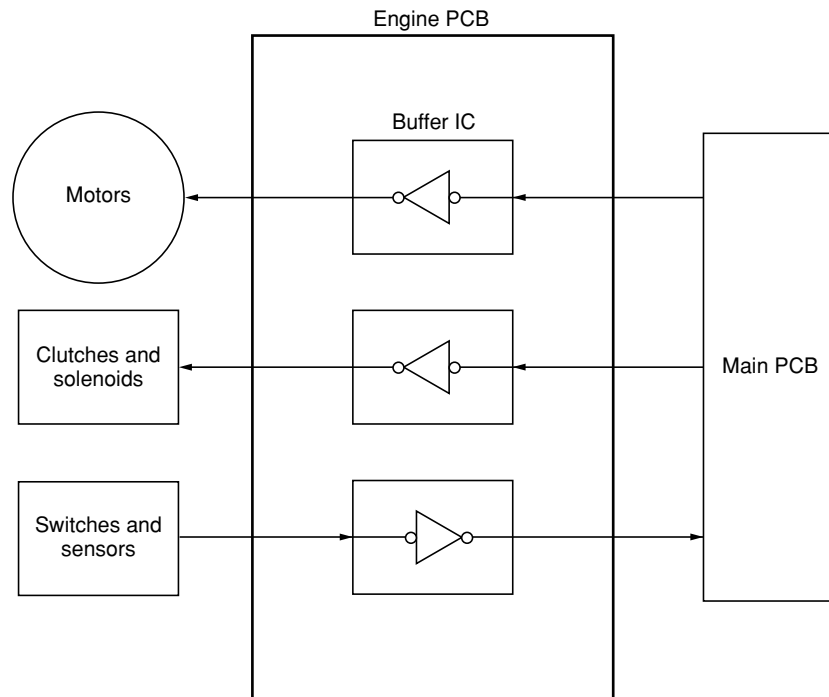 Engine PCB
Buffer IC
Motors
Clutches and
solenoids
Main PCB
Switches and
sensors